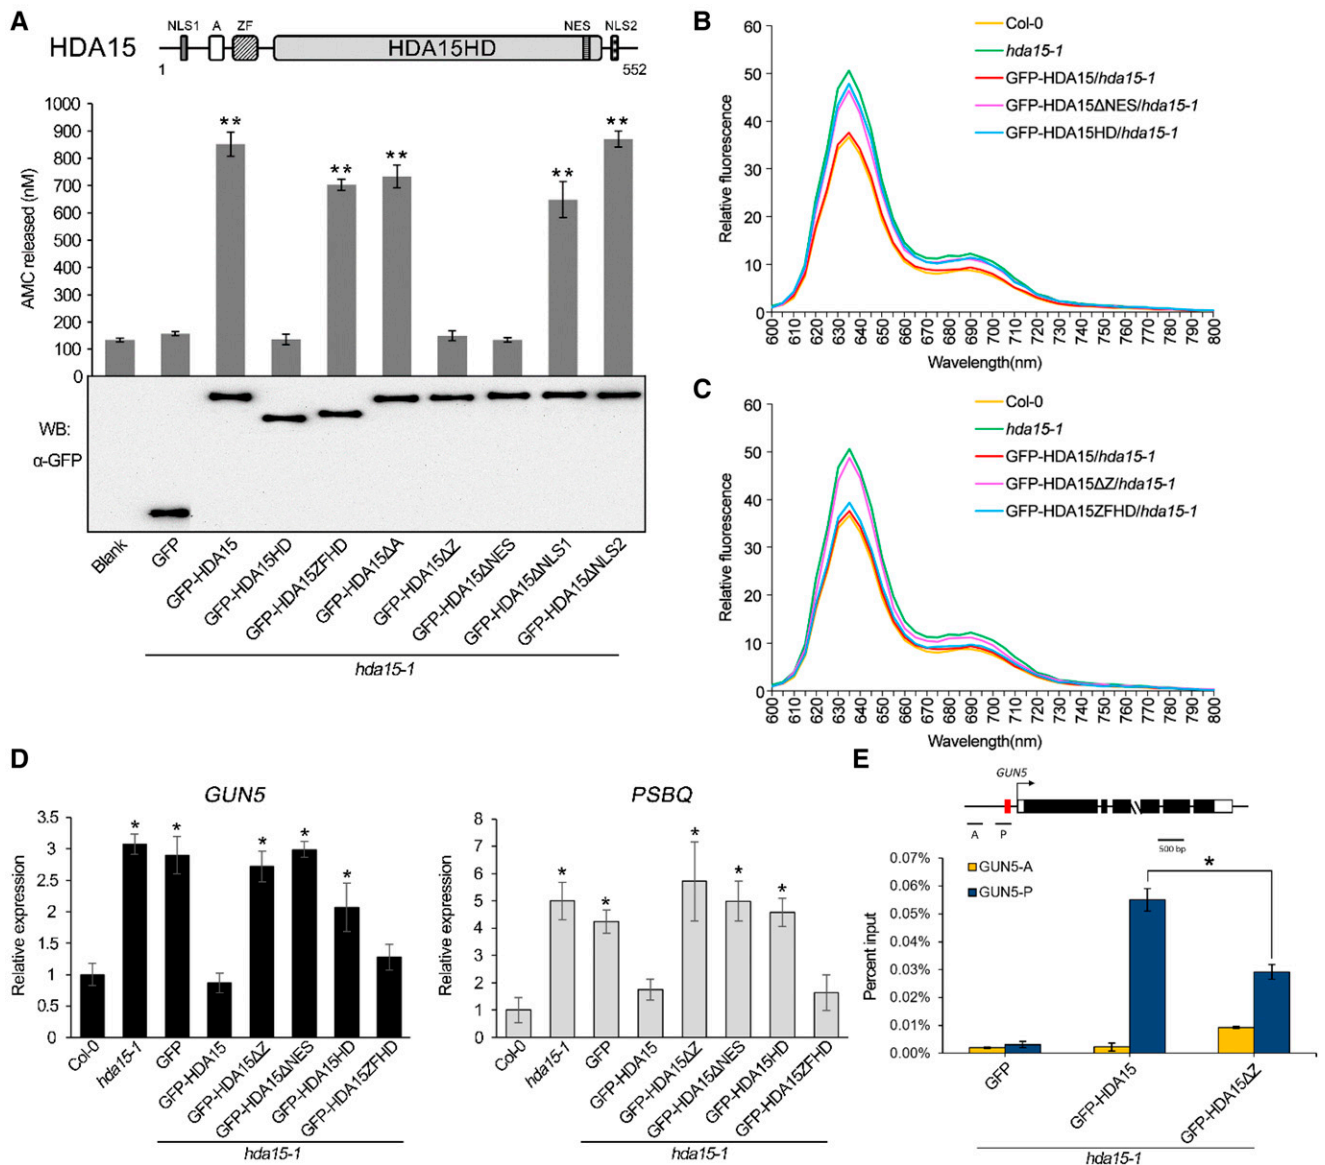 A
NLS1 A ZF NES NLS2
HDA15 HDA15HD
1 552
AMC released (nM)
1000
900
800
700
600
500
400
300
200
100
0
** ** ** ** **
WB:
α-GFP
Blank
GFP
GFP-HDA15
GFP-HDA15HD
GFP-HDA15ZFHD
GFP-HDA15ΔA
GFP-HDA15ΔZ
GFP-HDA15ΔNES
GFP-HDA15ΔNLS1
GFP-HDA15ΔNLS2
hda15-1
B
Relative fluorescence
60
50
40
30
20
10
0
Col-0
hda15-1
GFP-HDA15/hda15-1
GFP-HDA15ΔNES/hda15-1
GFP-HDA15HD/hda15-1
600 610 620 630 640 650 660 670 680 690 700 710 720 730 740 750 760 770 780 790 800
Wavelength(nm)
C
Relative fluorescence
60
50
40
30
20
10
0
Col-0
hda15-1
GFP-HDA15/hda15-1
GFP-HDA15ΔZ/hda15-1
GFP-HDA15ZFHD/hda15-1
600 610 620 630 640 650 660 670 680 690 700 710 720 730 740 750 760 770 780 790 800
Wavelength(nm)
D
GUN5
Relative expression
3.5
3
2.5
2
1.5
1
0.5
0
* * * * *
Col-0
hda15-1
GFP
GFP-HDA15
GFP-HDA15ΔZ
GFP-HDA15ΔNES
GFP-HDA15HD
GFP-HDA15ZFHD
hda15-1
PSBQ
Relative expression
8
7
6
5
4
3
2
1
0
* * * * *
Col-0
hda15-1
GFP
GFP-HDA15
GFP-HDA15ΔZ
GFP-HDA15ΔNES
GFP-HDA15HD
GFP-HDA15ZFHD
hda15-1
E
GUN5
A P
500 bp
Percent input
0.07%
0.06%
0.05%
0.04%
0.03%
0.02%
0.01%
0.00%
GUN5-A
GUN5-P
*
GFP
GFP-HDA15
GFP-HDA15ΔZ
hda15-1